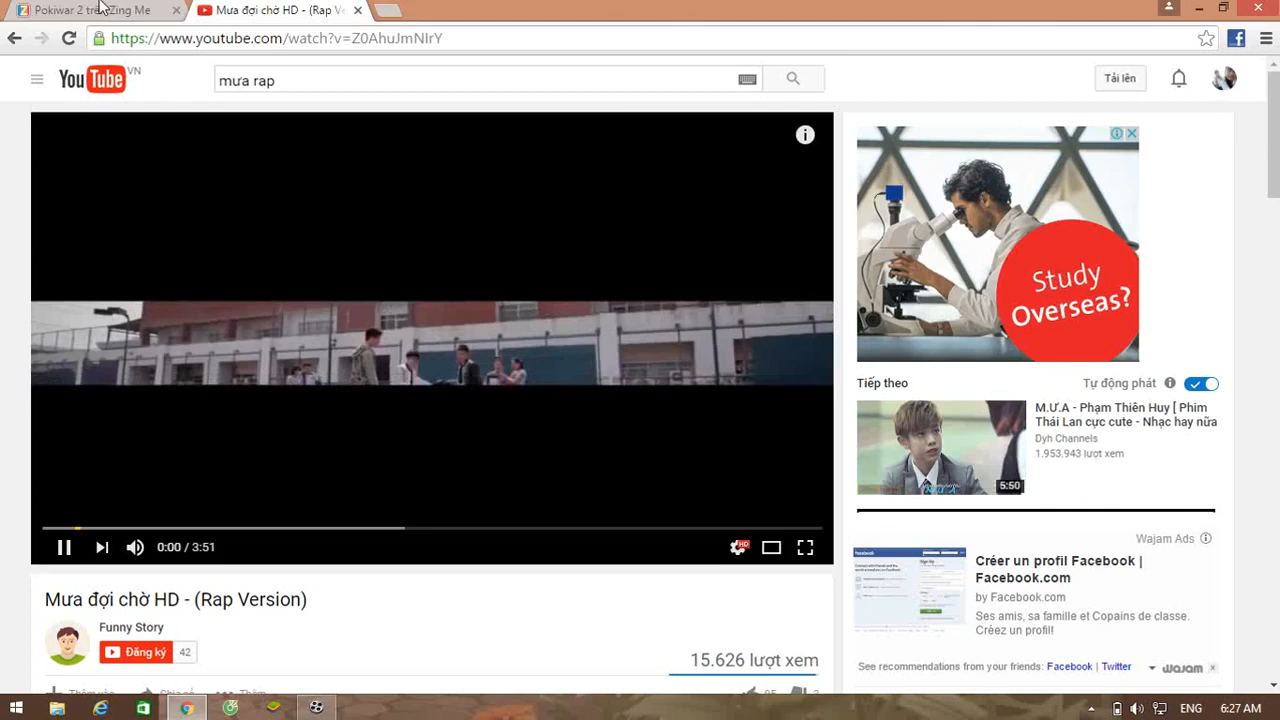 Pokiwar 2 trên Zing Me
Mưa đợi chờ HD - (Rap Ve
https://www.youtube.com/watch?v=Z0AhuJmNIrY
YouTube VN
mưa rap
Tải lên
Study
Overseas?
Tiếp theo
Tự động phát
M.Ư.A - Phạm Thiên Huy [ Phim
Thái Lan cực cute - Nhạc hay nữa
Dyh Channels
1.953.943 lượt xem
M Ư A
5:50
0:00 / 3:51
HD
Wajam Ads
Créer un profil Facebook |
Facebook.com
by Facebook.com
Ses amis, sa famille et Copains de classe.
Créez un profil!
Mưa đợi chờ HD - (Rap Version)
Funny Story
Đăng ký
42
15.626 lượt xem
See recommendations from your friends: Facebook | Twitter
wajam
ENG
6:27 AM